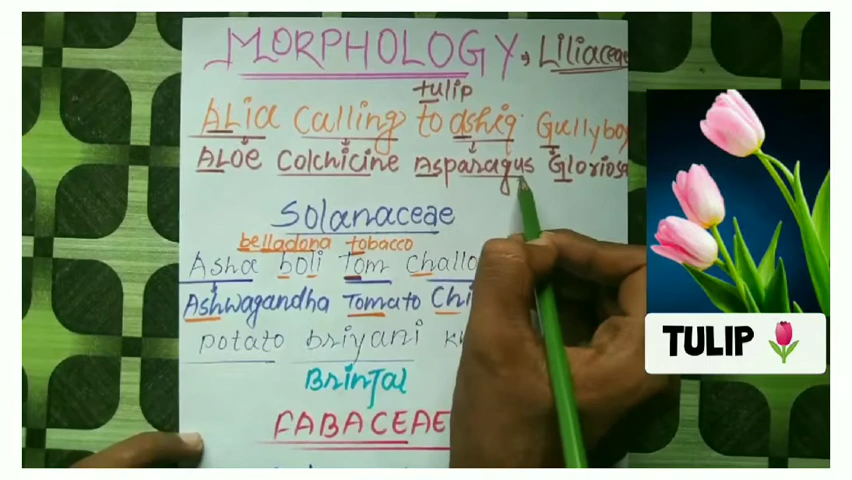 MORPHOLOGY, Liliaceae
tulip
ALia Calling to ashiq Gullyboy
ALOE Colchicine Asparagus Gloriosa
Solanaceae
belladona tobacco
Asha boli Tom challo
Ashwagandha Tomato Chi
potato briyani
Brinjal
FABACEAE
TULIP